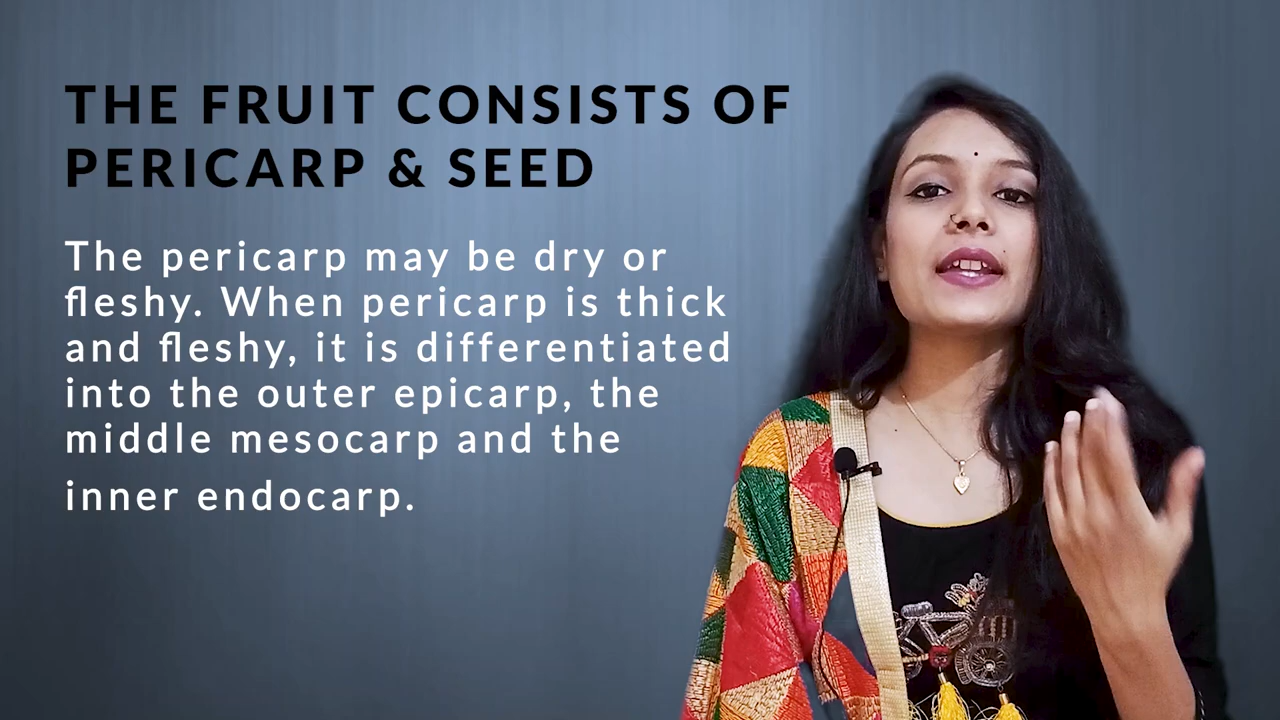 THE FRUIT CONSISTS OF
PERICARP & SEED
The pericarp may be dry or
fleshy. When pericarp is thick
and fleshy, it is differentiated
into the outer epicarp, the
middle mesocarp and the
inner endocarp.